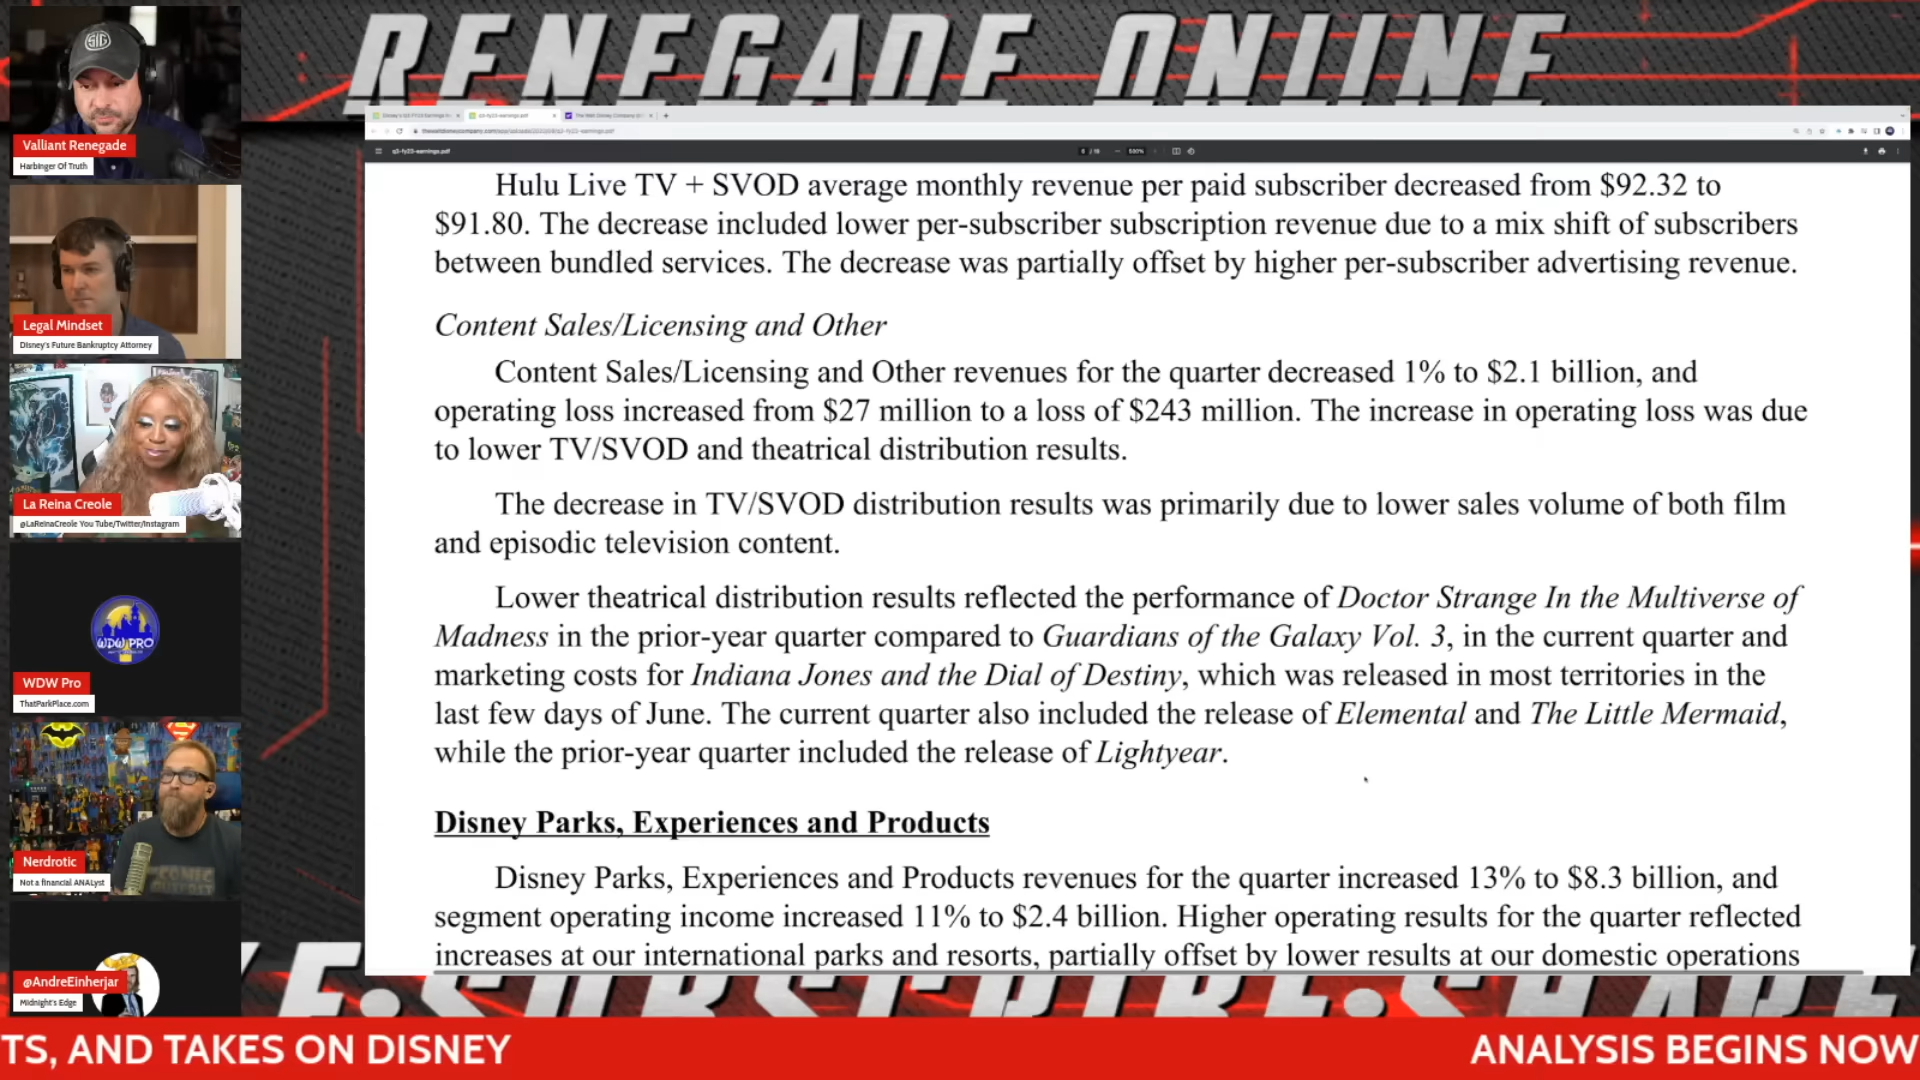 RENEGADE ONLINE
Valliant Renegade
Harbinger Of Truth
Legal Mindset
Disney's Future Bankruptcy Attorney
La Reina Creole
@LaReinaCreole You Tube/Twitter/Instagram
WDW PRO
WDW Pro
ThatParkPlace.com
Nerdrotic
Not a financial ANALyst
@AndreEinherjar
Midnight's Edge
q3-fy23-earnings.pdf
The Walt Disney Company
q3-fy23-earnings.pdf
500%
Hulu Live TV + SVOD average monthly revenue per paid subscriber decreased from $92.32 to
$91.80. The decrease included lower per-subscriber subscription revenue due to a mix shift of subscribers
between bundled services. The decrease was partially offset by higher per-subscriber advertising revenue.
Content Sales/Licensing and Other
Content Sales/Licensing and Other revenues for the quarter decreased 1% to $2.1 billion, and
operating loss increased from $27 million to a loss of $243 million. The increase in operating loss was due
to lower TV/SVOD and theatrical distribution results.
The decrease in TV/SVOD distribution results was primarily due to lower sales volume of both film
and episodic television content.
Lower theatrical distribution results reflected the performance of Doctor Strange In the Multiverse of
Madness in the prior-year quarter compared to Guardians of the Galaxy Vol. 3, in the current quarter and
marketing costs for Indiana Jones and the Dial of Destiny, which was released in most territories in the
last few days of June. The current quarter also included the release of Elemental and The Little Mermaid,
while the prior-year quarter included the release of Lightyear.
Disney Parks, Experiences and Products
Disney Parks, Experiences and Products revenues for the quarter increased 13% to $8.3 billion, and
segment operating income increased 11% to $2.4 billion. Higher operating results for the quarter reflected
increases at our international parks and resorts, partially offset by lower results at our domestic operations
TS, AND TAKES ON DISNEY
ANALYSIS BEGINS NOW